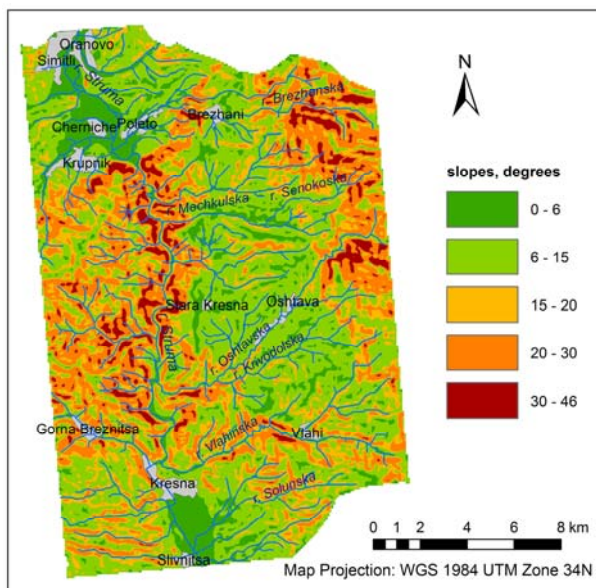 Oranovo
Simitli
r. Struma
N
r. Brezhanska
Cherniche
Poleto
Brezhani
Krupnik
slopes, degrees
r. Senokoska
r. Mechkulska
0 - 6
6 - 15
Stara Kresna
Oshtava
15 - 20
r. Struma
r. Oshtavska
r. Krivodolska
20 - 30
30 - 46
Gorna Breznitsa
r. Vlahinska
Vlahi
Kresna
r. Solunska
0 1 2 4 6 8 km
Slivnitsa
Map Projection: WGS 1984 UTM Zone 34N